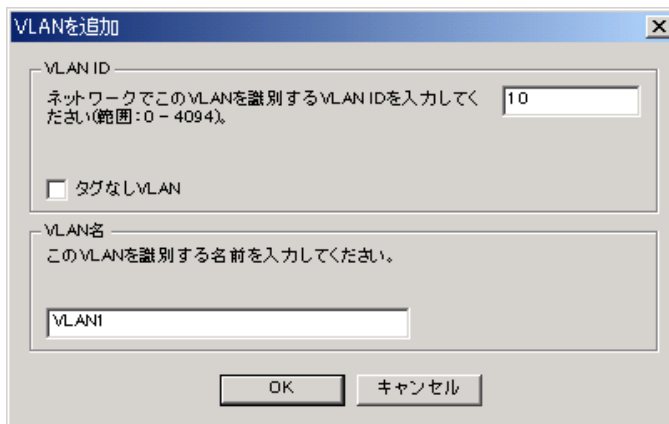 VLANを追加
VLAN ID
ネットワークでこのVLANを識別するVLAN IDを入力してく
ださい(範囲:0 - 4094)。
10
タグなしVLAN
VLAN名
このVLANを識別する名前を入力してください。
VLAN1
OK
キャンセル